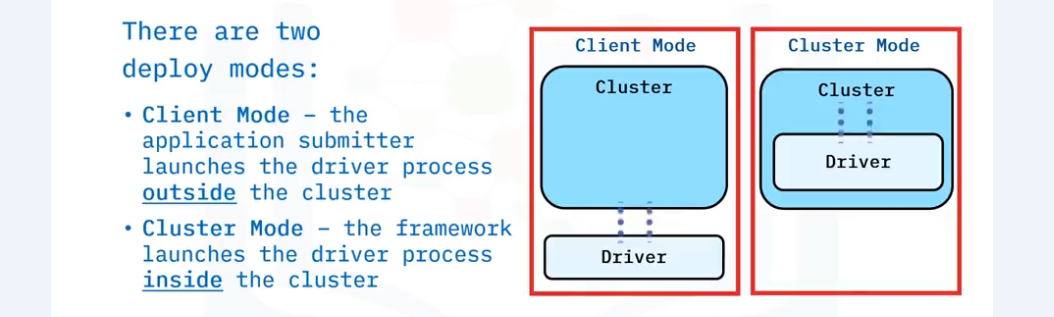 There are two
deploy modes:
• Client Mode – the
application submitter
launches the driver process
outside the cluster
• Cluster Mode – the framework
launches the driver process
inside the cluster
Client Mode
Cluster
Driver
Cluster Mode
Cluster
Driver